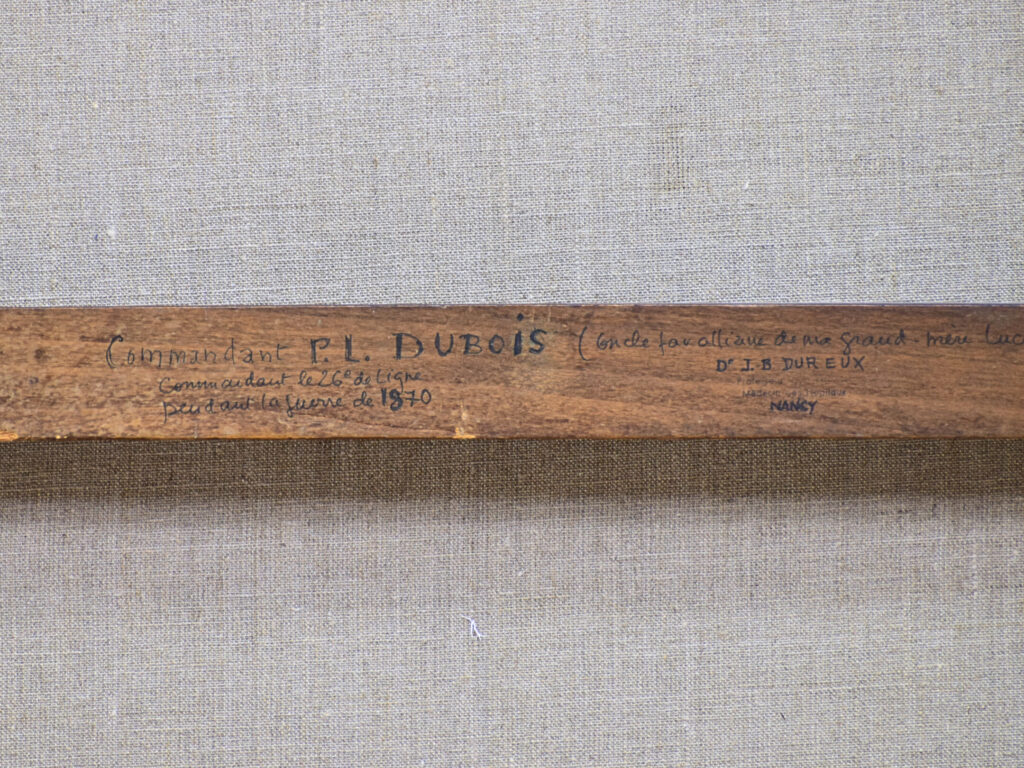 Commandant P. L. DUBOIS (oncle par alliance de ma grand-mère Luc
Commandant le 26e de Ligne
pendant la guerre de 1870
Dr J. B. DUREUX
NANCY